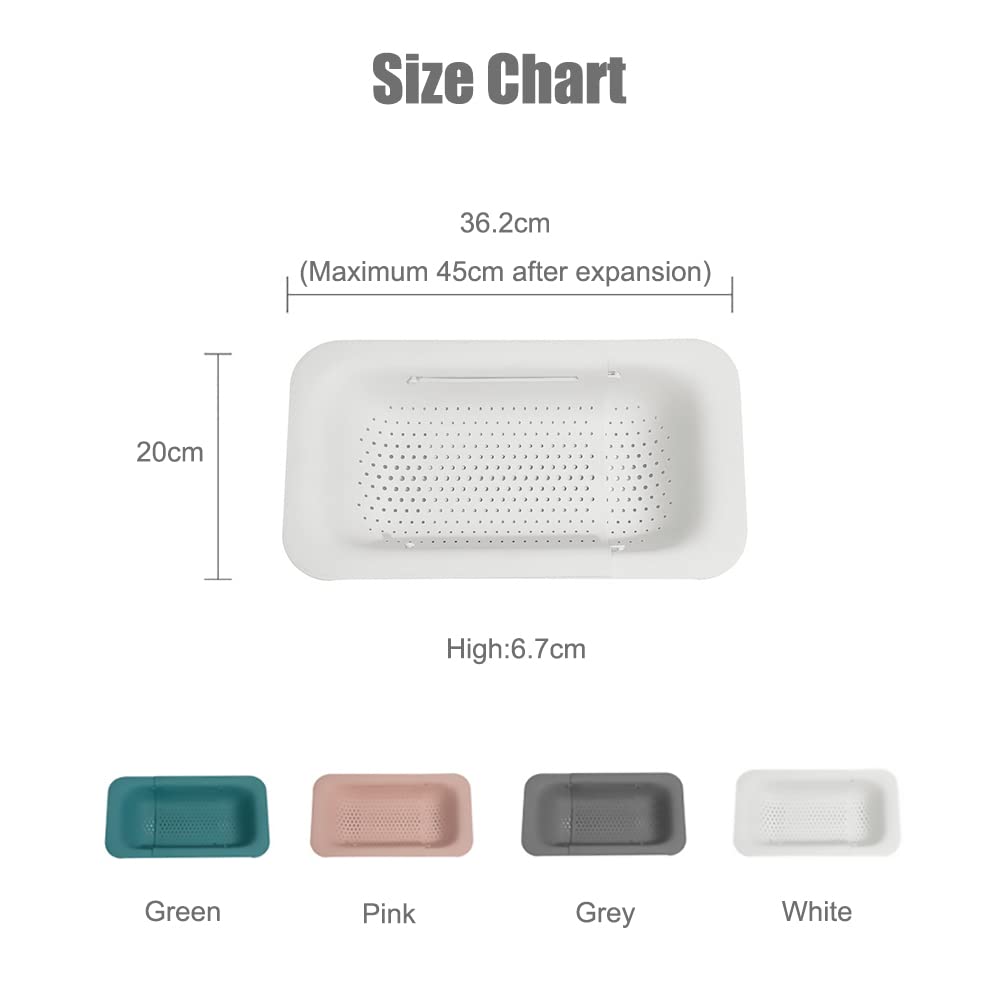 Size Chart
36.2cm
(Maximum 45cm after expansion)
20cm
High:6.7cm
Green
Pink
Grey
White